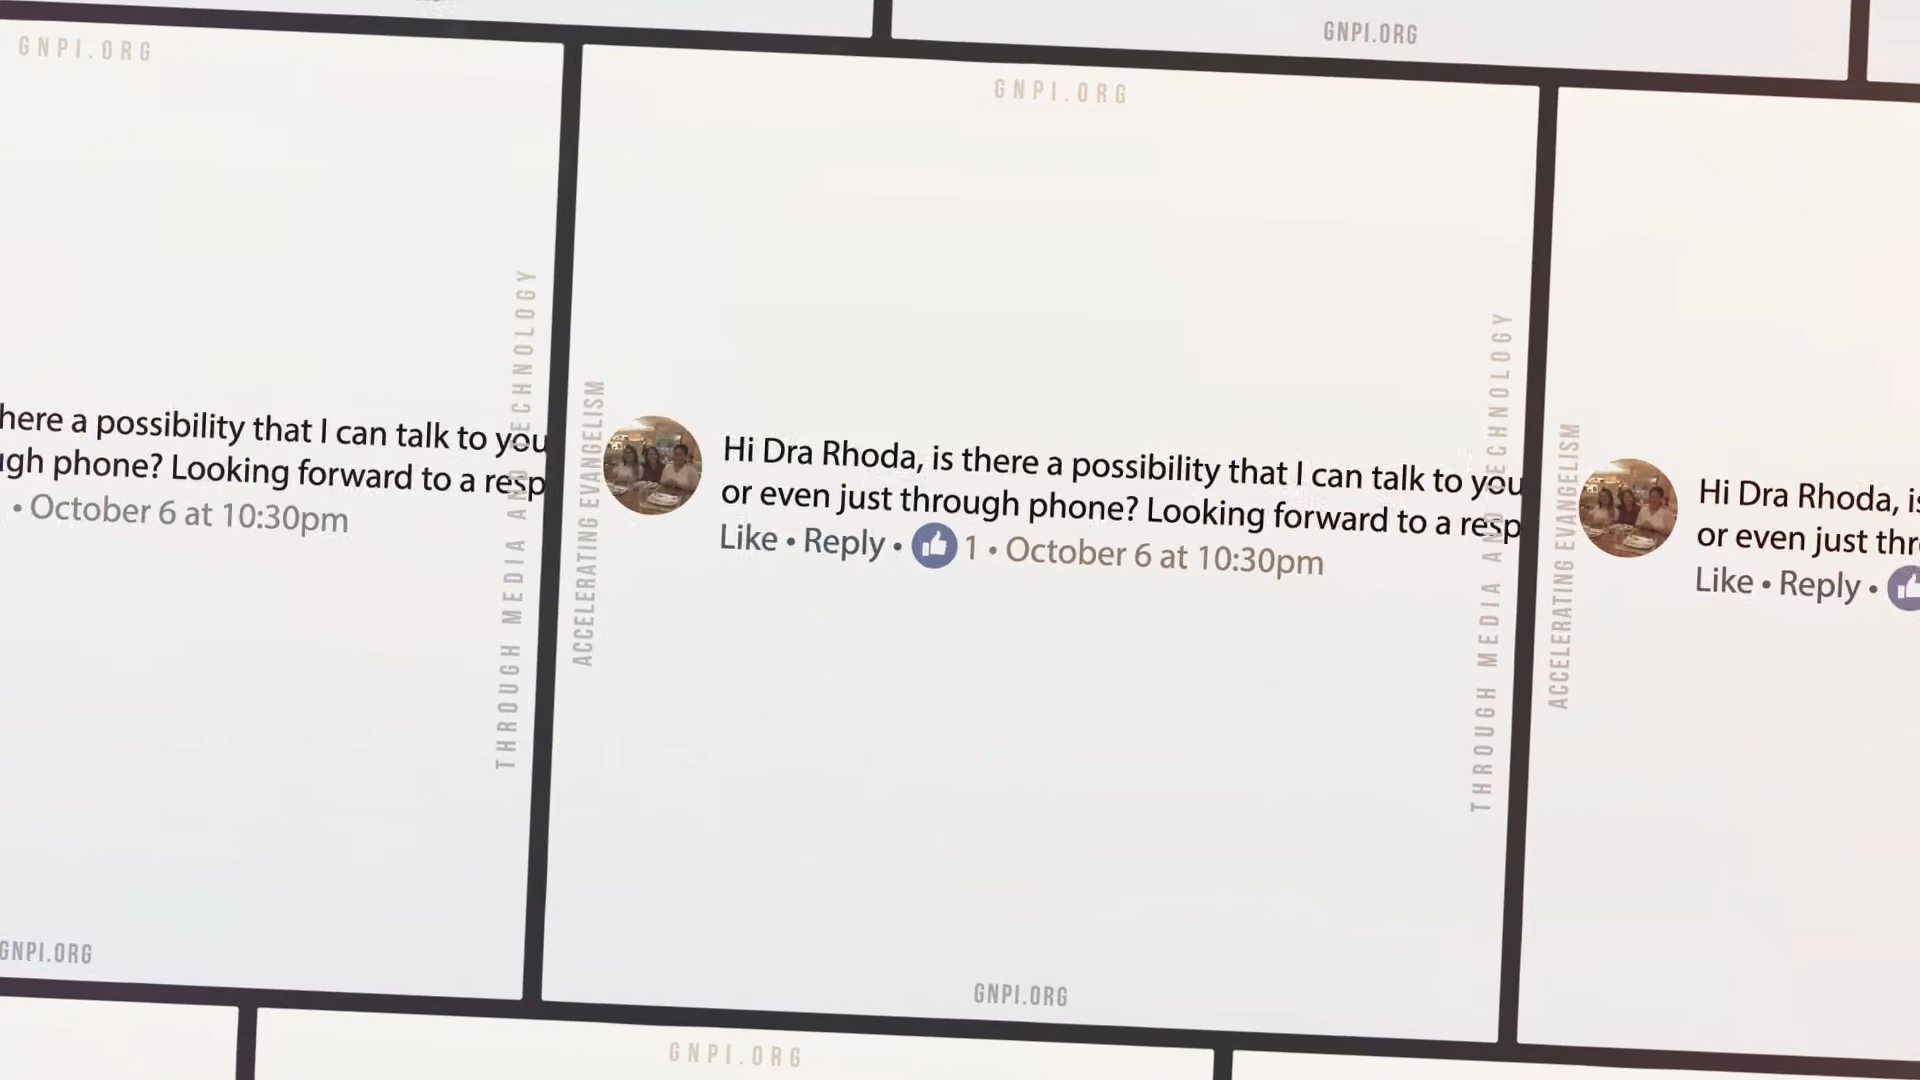 GNPI.ORG
GNPI.ORG
GNPI.ORG
THROUGH MEDIA AND TECHNOLOGY
here a possibility that I can talk to you
ugh phone? Looking forward to a resp
• October 6 at 10:30pm
GNPI.ORG
ACCELERATING EVANGELISM
Hi Dra Rhoda, is there a possibility that I can talk to you
or even just through phone? Looking forward to a resp
Like • Reply • 1 • October 6 at 10:30pm
THROUGH MEDIA AND TECHNOLOGY
GNPI.ORG
ACCELERATING EVANGELISM
Hi Dra Rhoda, is
or even just thr
Like • Reply •
GNPI.ORG